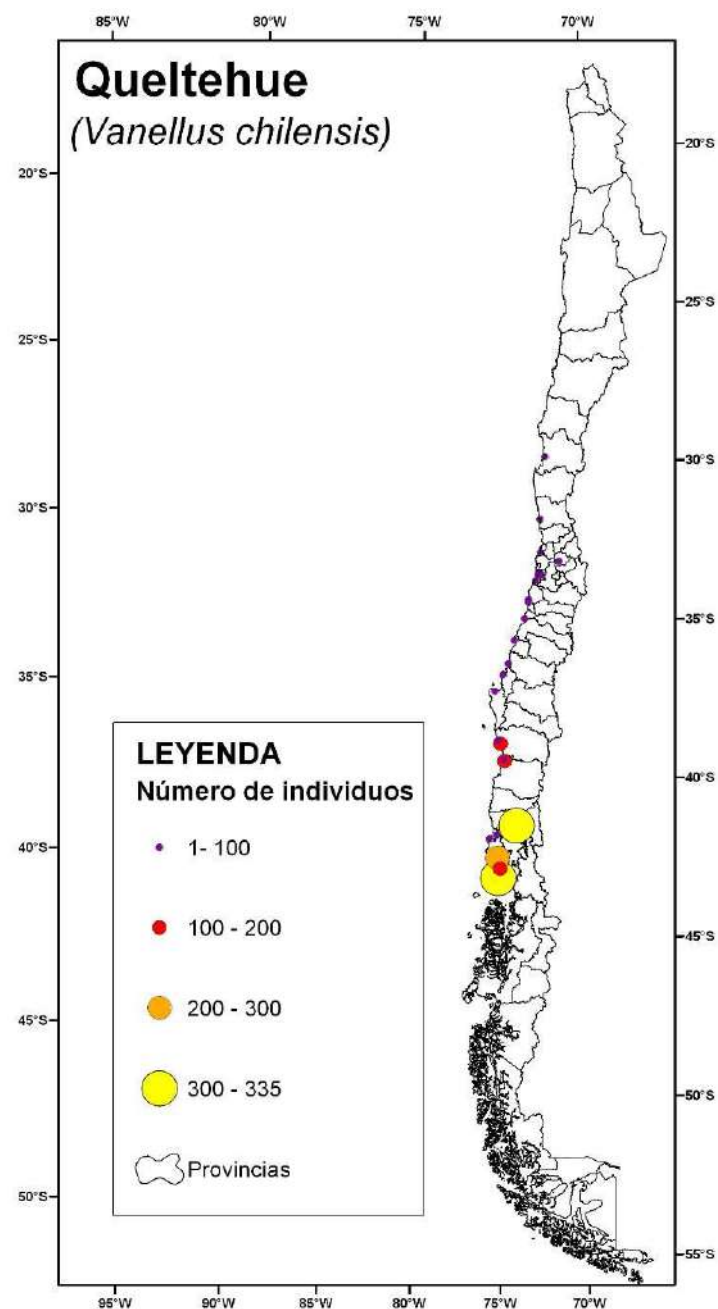 85°W 80°W 75°W 70°W
Queltehue
(Vanellus chilensis)
20°S
20°S
25°S
25°S
30°S
30°S
35°S
35°S
LEYENDA
Número de individuos
40°S
40°S
1- 100
100 - 200
45°S
200 - 300
45°S
300 - 335
50°S
Provincias
50°S
55°S
95°W 90°W 85°W 80°W 75°W 70°W